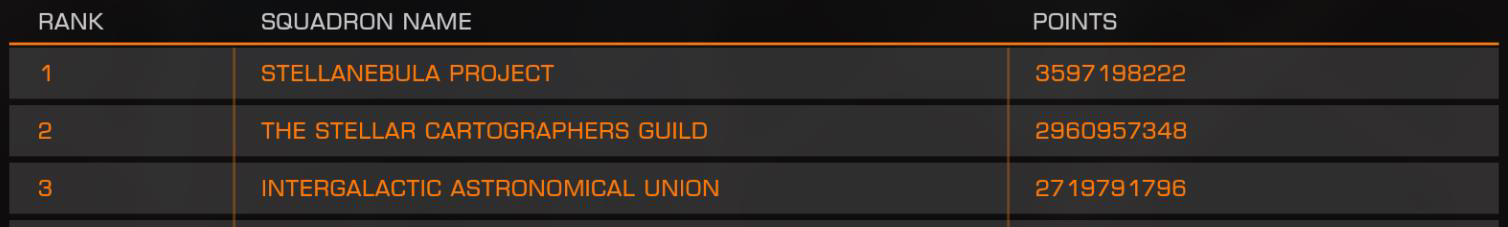 RANK SQUADRON NAME POINTS
1 STELLANEBULA PROJECT 3597198222
2 THE STELLAR CARTOGRAPHERS GUILD 2960957348
3 INTERGALACTIC ASTRONOMICAL UNION 2719791796